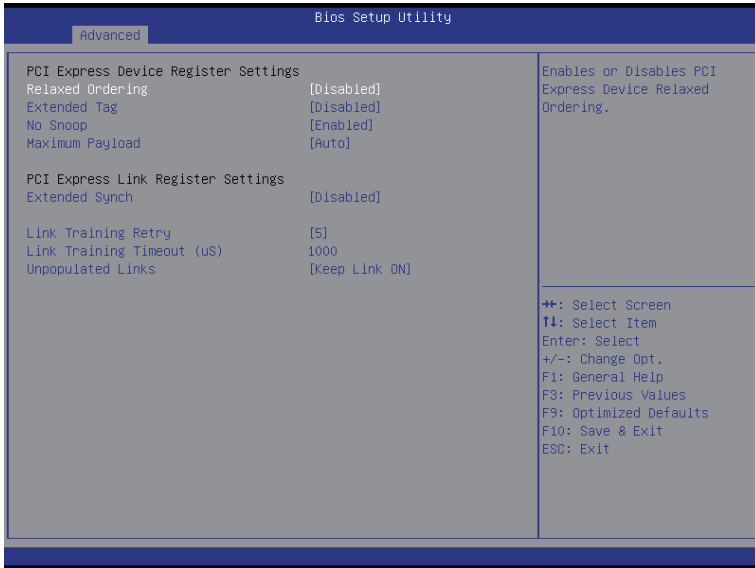 Bios Setup Utility
Advanced
PCI Express Device Register Settings
Relaxed Ordering [Disabled]
Extended Tag [Disabled]
No Snoop [Enabled]
Maximum Payload [Auto]
PCI Express Link Register Settings
Extended Synch [Disabled]
Link Training Retry [5]
Link Training Timeout (uS) 1000
Unpopulated Links [Keep Link ON]
Enables or Disables PCI
Express Device Relaxed
Ordering.
→←: Select Screen
↑↓: Select Item
Enter: Select
+/-: Change Opt.
F1: General Help
F3: Previous Values
F9: Optimized Defaults
F10: Save & Exit
ESC: Exit